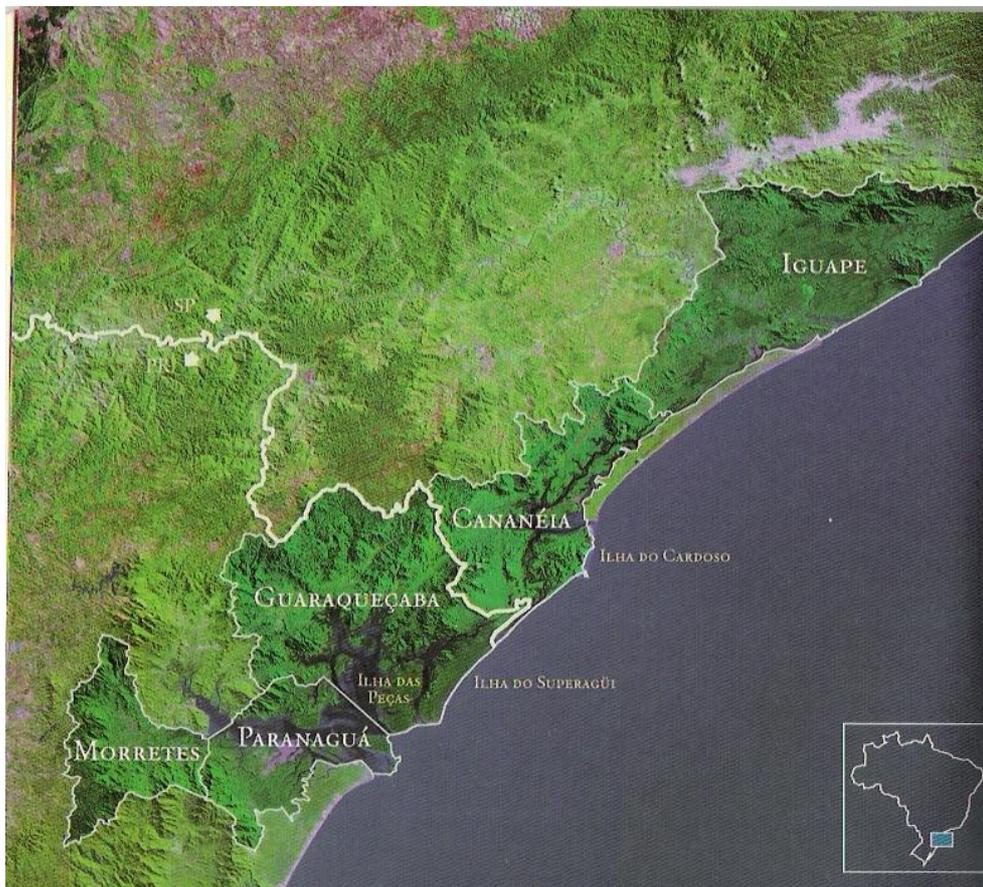 IGUAPE
SP
PR
CANANÉIA
ILHA DO CARDOSO
GUARAQUEÇABA
ILHA DAS
PEÇAS
ILHA DO SUPERAGÜI
PARANAGUÁ
MORRETES